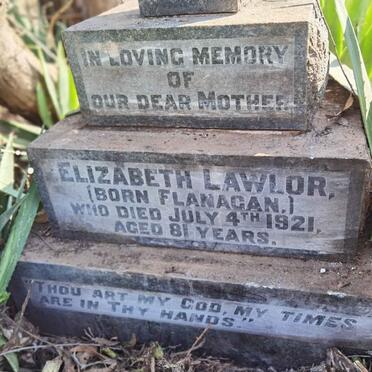 IN LOVING MEMORY
OF
OUR DEAR MOTHER.
ELIZABETH LAWLOR,
(BORN FLANAGAN,)
WHO DIED JULY 4TH 1921,
AGED 81 YEARS.
"THOU ART MY GOD, MY TIMES
ARE IN THY HANDS."